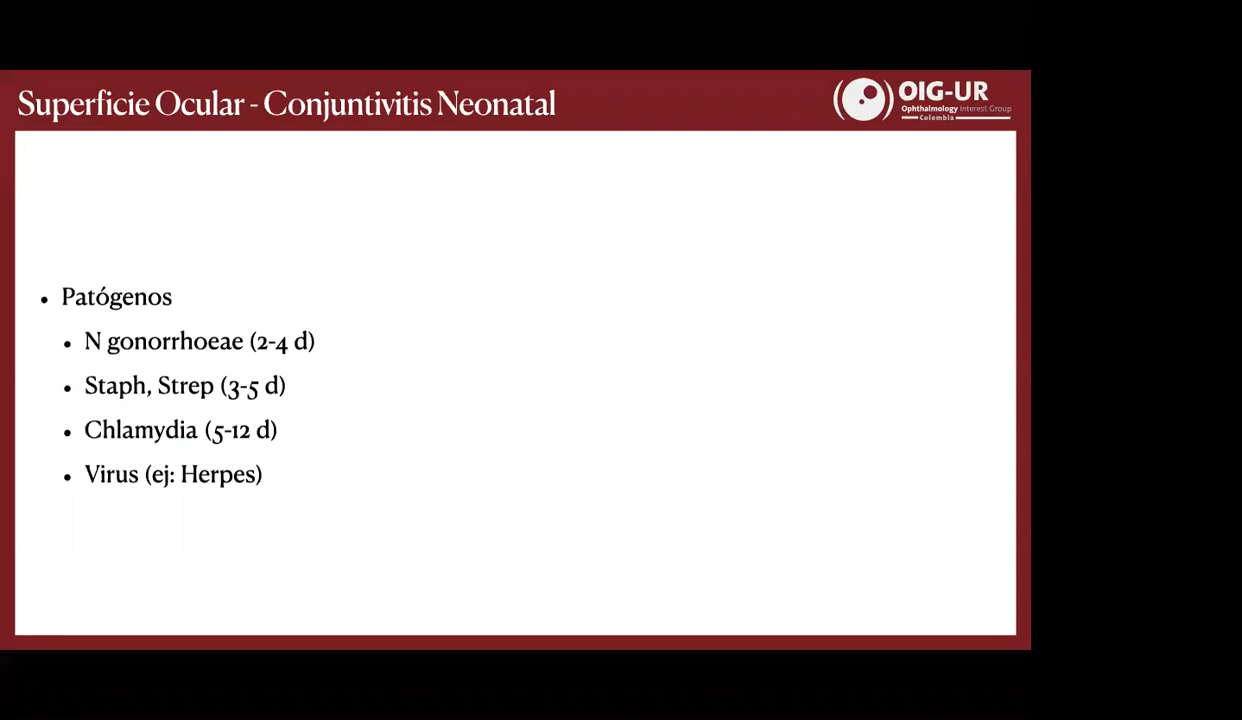 Superficie Ocular - Conjuntivitis Neonatal
OIG-UR
Ophthalmology Interest Group
Colombia
• Patógenos
• N gonorrhoeae (2-4 d)
• Staph, Strep (3-5 d)
• Chlamydia (5-12 d)
• Virus (ej: Herpes)